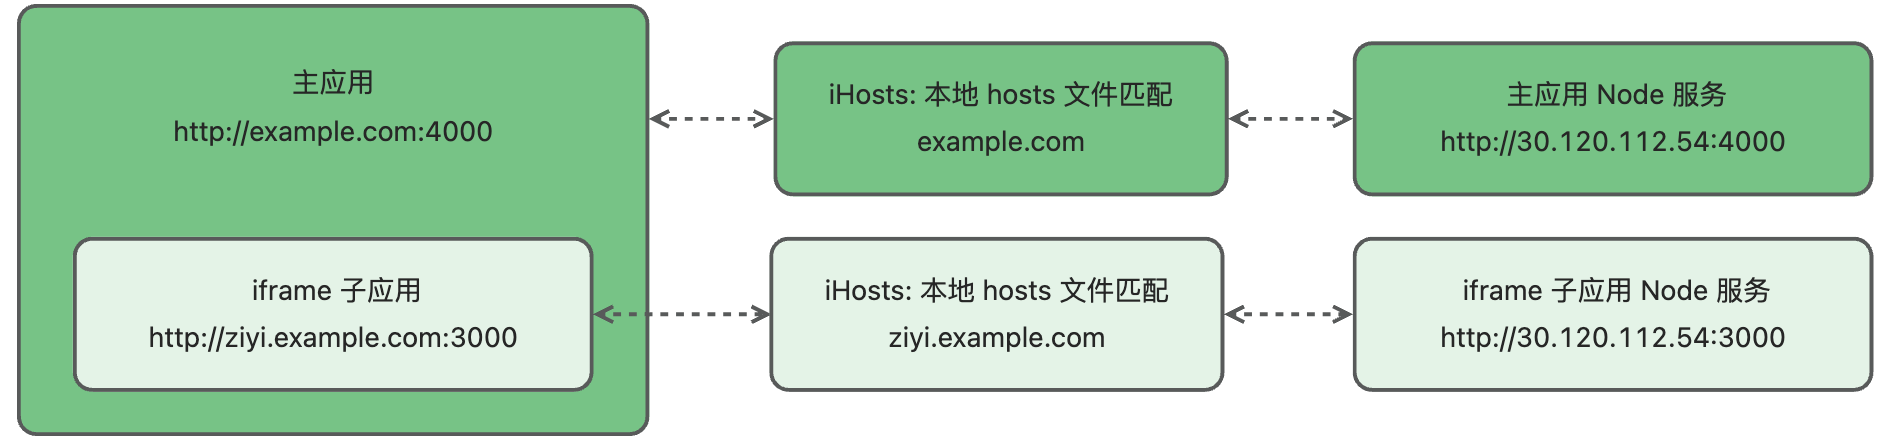 主应用
http://example.com:4000
iHosts: 本地 hosts 文件匹配
example.com
主应用 Node 服务
http://30.120.112.54:4000
iframe 子应用
http://ziyi.example.com:3000
iHosts: 本地 hosts 文件匹配
ziyi.example.com
iframe 子应用 Node 服务
http://30.120.112.54:3000